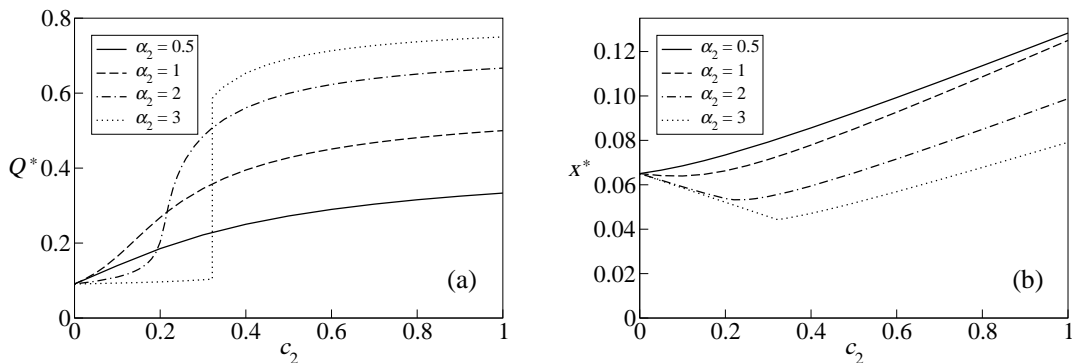 0.8
0.6
0.4
0.2
0
Q*
α₂ = 0.5
α₂ = 1
α₂ = 2
α₂ = 3
(a)
0 0.2 0.4 0.6 0.8 1
c₂
0.12
0.10
0.08
0.06
0.04
0.02
0
x*
α₂ = 0.5
α₂ = 1
α₂ = 2
α₂ = 3
(b)
0 0.2 0.4 0.6 0.8 1
c₂